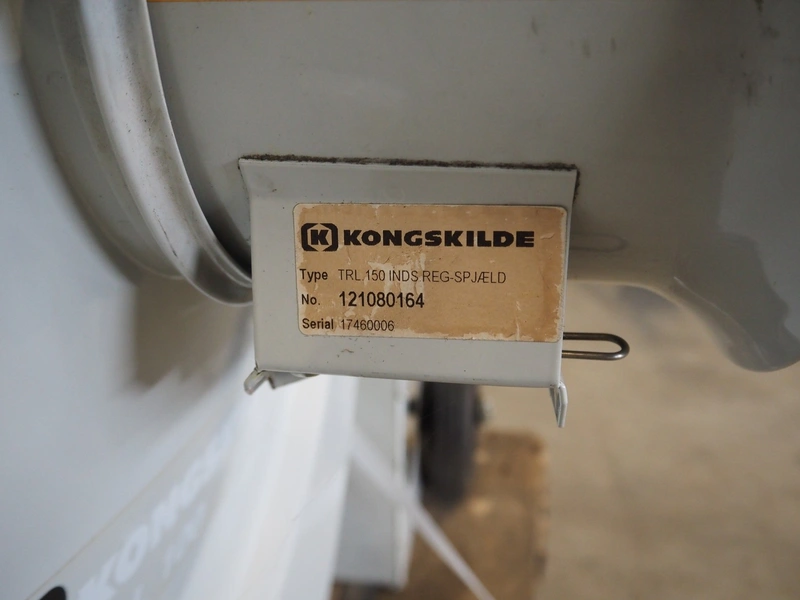 KONGSKILDE
Type TRL 150 INDS REG-SPJÆLD
No. 121080164
Serial 17460006